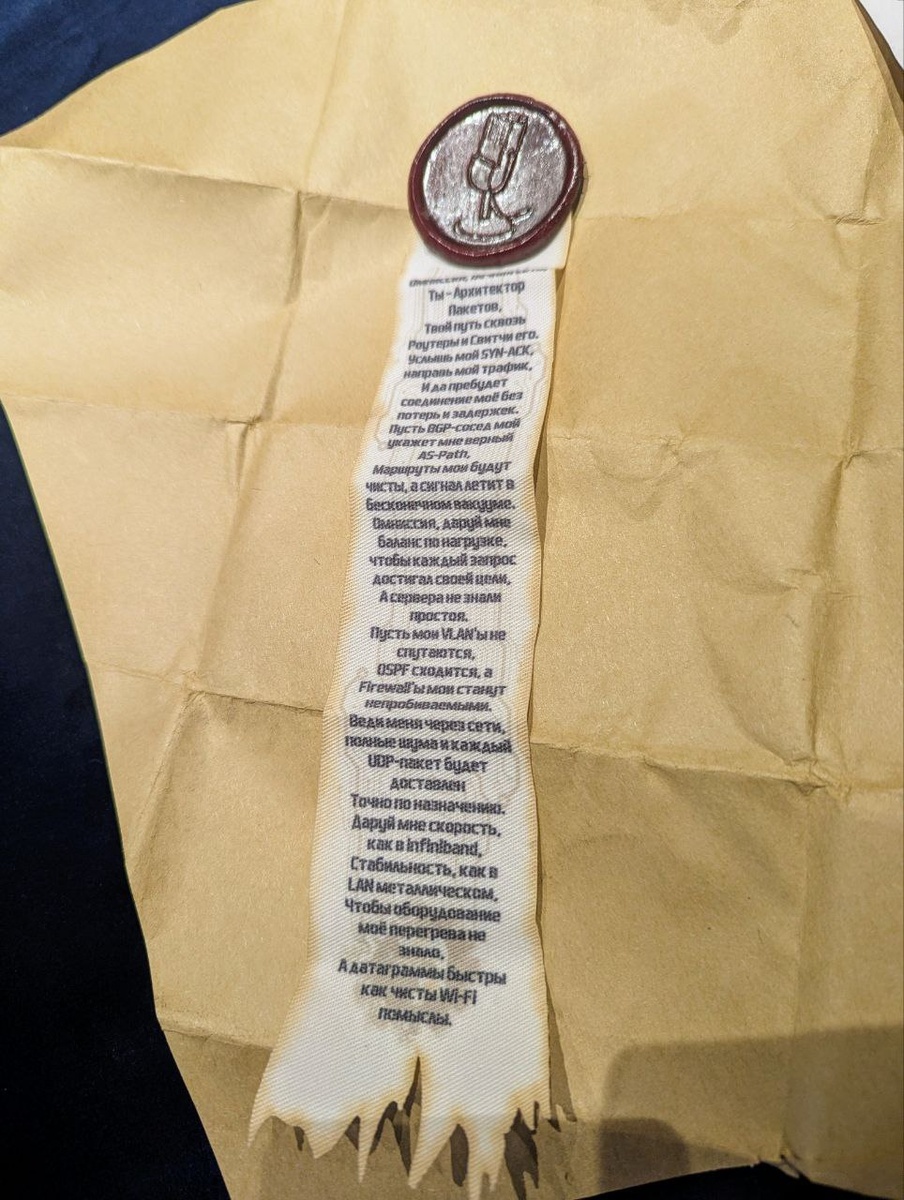 Ты - Архитектор
Пакетов,
Твой путь сквозь
Роутеры и Свитчи его.
Услышь мой SYN-ACK,
направь мой трафик,
И да пребудет
соединение моё без
потерь и задержек.
Пусть BGP-сосед мой
укажет мне верный
AS-Path,
Маршруты мои будут
чисты, а сигнал летит в
бесконечном вакууме.
Омниссия, даруй мне
баланс по нагрузке,
чтобы каждый запрос
достигал своей цели,
А сервера не знали
простоя.
Пусть мои VLAN'ы не
спутаются,
OSPF сходится, а
Firewall'ы мои станут
непробиваемыми.
Веди меня через сети,
полные шума и каждый
UDP-пакет будет
доставлен
Точно по назначению.
Даруй мне скорость,
как в Infiniband,
Стабильность, как в
LAN металлическом,
Чтобы оборудование
моё перегрева не
знало,
А датаграммы быстры
как чисты Wi-Fi
помыслы.